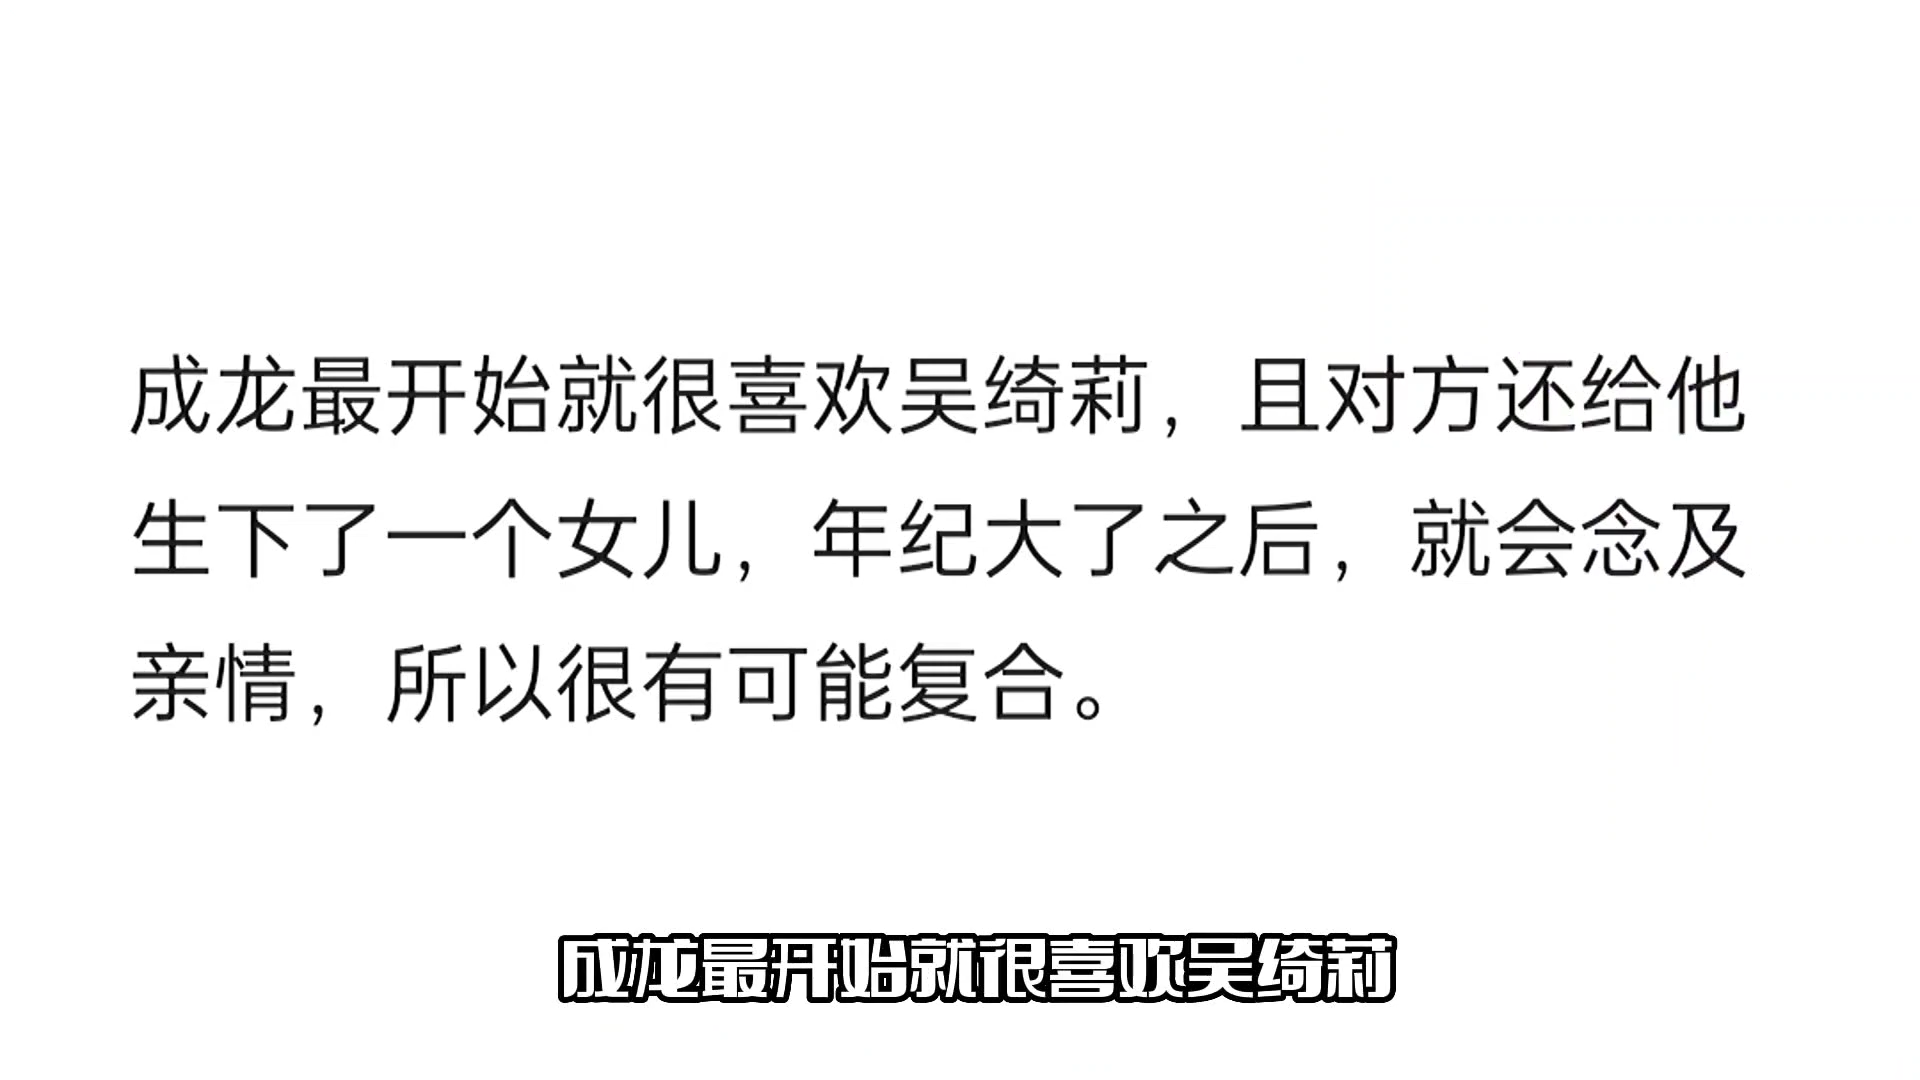 成龙最开始就很喜欢吴绮莉，且对方还给他
生下了一个女儿，年纪大了之后，就会念及
亲情，所以很有可能复合。
成龙最开始就很喜欢吴绮莉